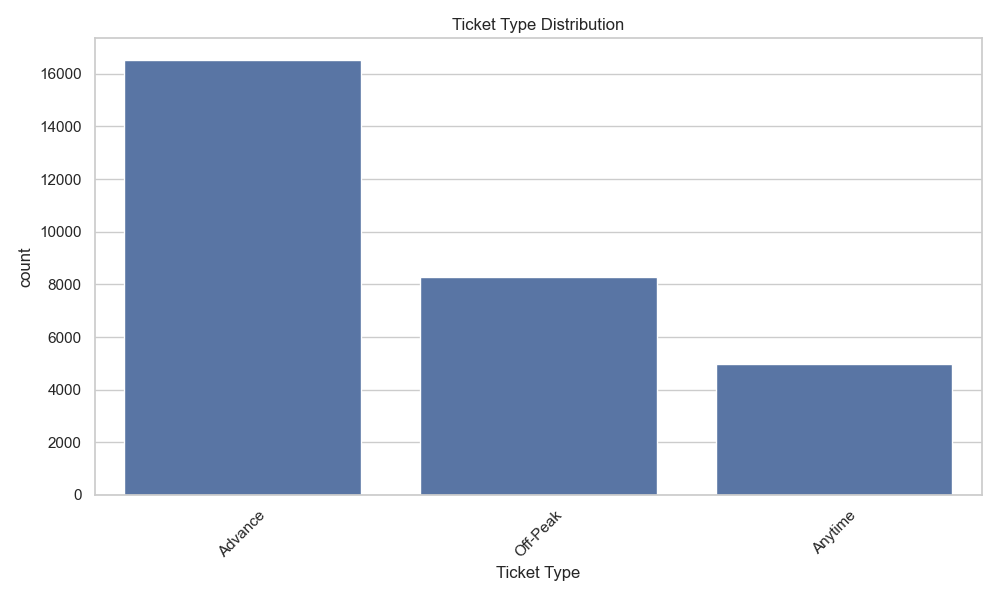 Ticket Type Distribution
16000
14000
12000
10000
8000
6000
4000
2000
0
count
Advance
Off-Peak
Anytime
Ticket Type